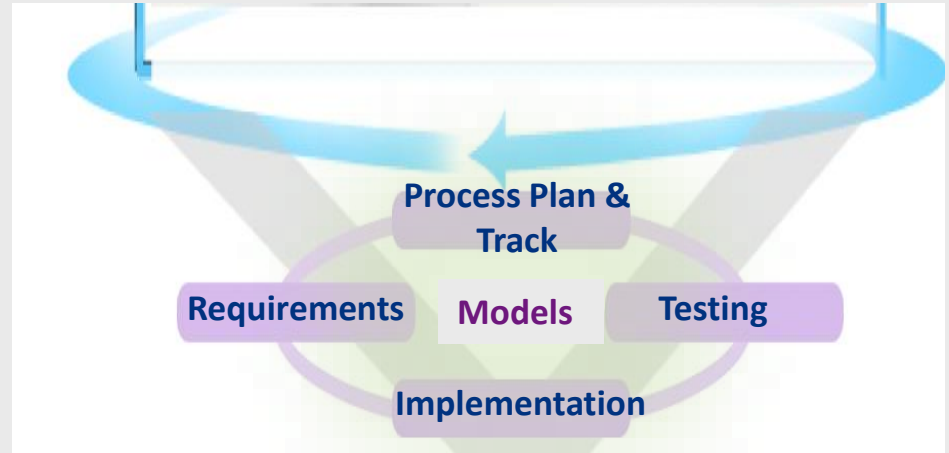 Process Plan &
Track
Requirements
Models
Testing
Implementation